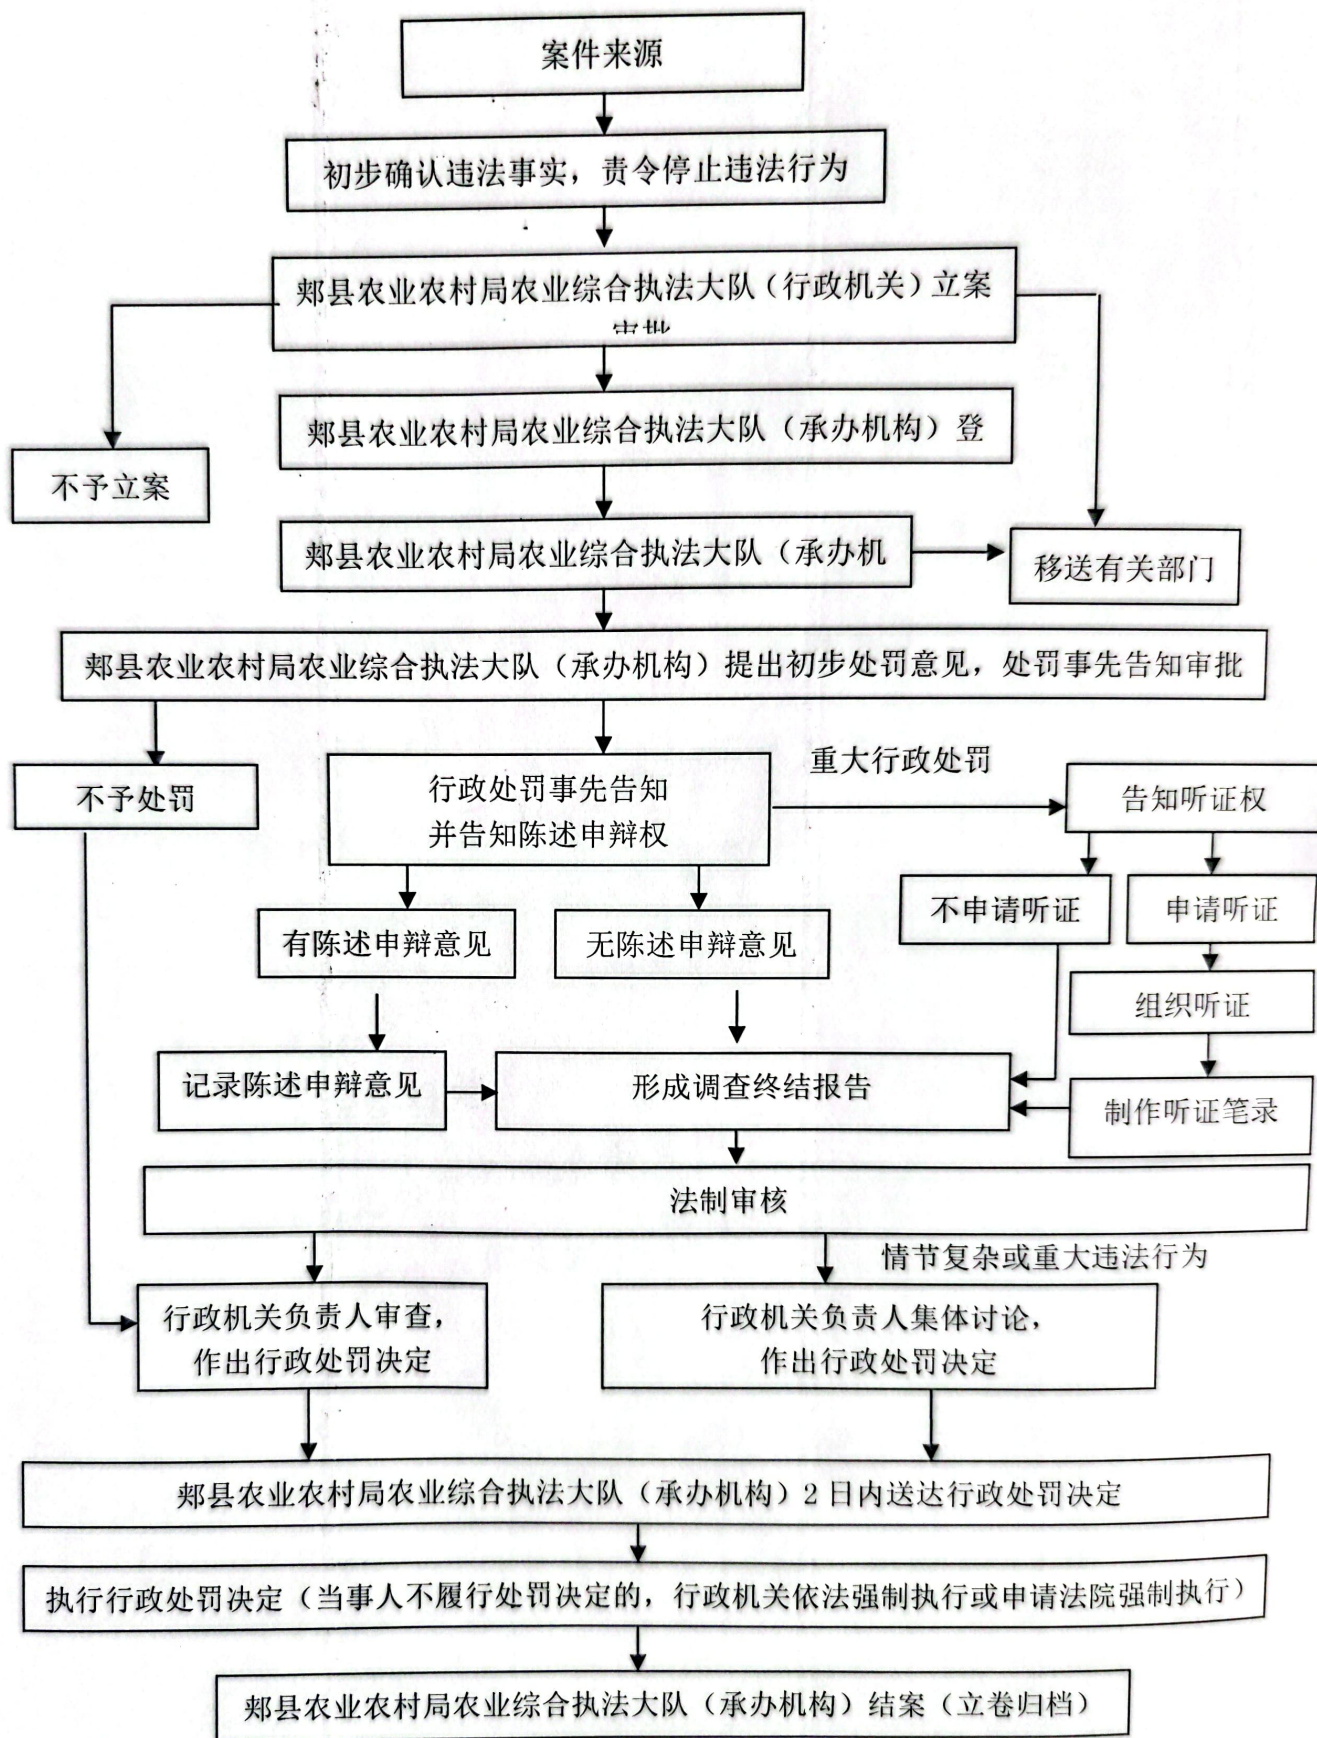 案件来源
初步确认违法事实，责令停止违法行为
郏县农业农村局农业综合执法大队（行政机关）立案
审批
郏县农业农村局农业综合执法大队（承办机构）登
不予立案
郏县农业农村局农业综合执法大队（承办机
移送有关部门
郏县农业农村局农业综合执法大队（承办机构）提出初步处罚意见，处罚事先告知审批
不予处罚
行政处罚事先告知
并告知陈述申辩权
重大行政处罚
告知听证权
不申请听证
申请听证
有陈述申辩意见
无陈述申辩意见
组织听证
记录陈述申辩意见
形成调查终结报告
制作听证笔录
法制审核
情节复杂或重大违法行为
行政机关负责人审查，
作出行政处罚决定
行政机关负责人集体讨论，
作出行政处罚决定
郏县农业农村局农业综合执法大队（承办机构）2日内送达行政处罚决定
执行行政处罚决定（当事人不履行处罚决定的，行政机关依法强制执行或申请法院强制执行）
郏县农业农村局农业综合执法大队（承办机构）结案（立卷归档）